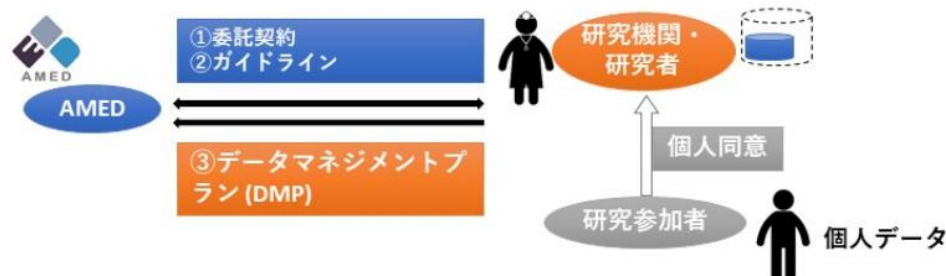 ①委託契約
②ガイドライン
AMED
AMED
③データマネジメントプ
ラン (DMP)
研究機関・
研究者
個人同意
研究参加者
個人データ